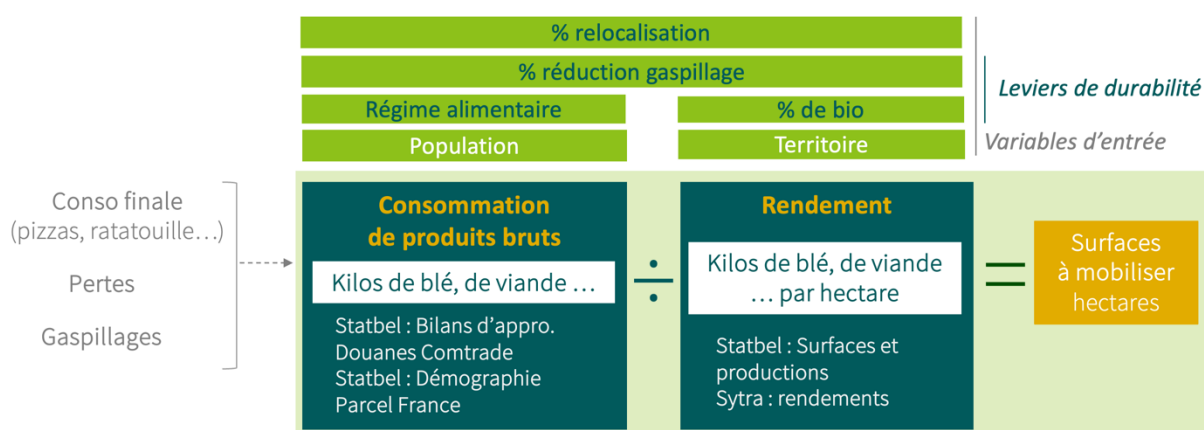 % relocalisation
% réduction gaspillage
Régime alimentaire
% de bio
Population
Territoire
Leviers de durabilité
Variables d'entrée
Conso finale
(pizzas, ratatouille…)
Pertes
Gaspillages
Consommation
de produits bruts
Kilos de blé, de viande …
Statbel : Bilans d'appro.
Douanes Comtrade
Statbel : Démographie
Parcel France
÷
Rendement
Kilos de blé, de viande
… par hectare
Statbel : Surfaces et
productions
Sytra : rendements
=
Surfaces
à mobiliser
hectares